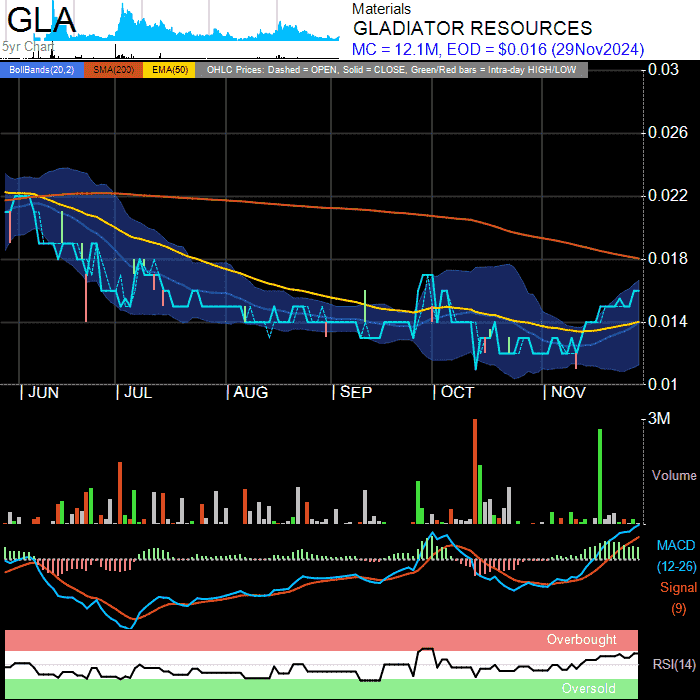 GLA
5yr Chart
Materials
GLADIATOR RESOURCES
MC = 12.1M, EOD = $0.016 (29Nov2024)
BollBands(20,2) SMA(200) EMA(50) OHLC Prices: Dashed = OPEN, Solid = CLOSE, Green/Red bars = Intra-day HIGH/LOW
0.03
0.026
0.022
0.018
0.014
0.01
JUN JUL AUG SEP OCT NOV
3M
Volume
MACD
(12-26)
Signal
(9)
Overbought
RSI(14)
Oversold